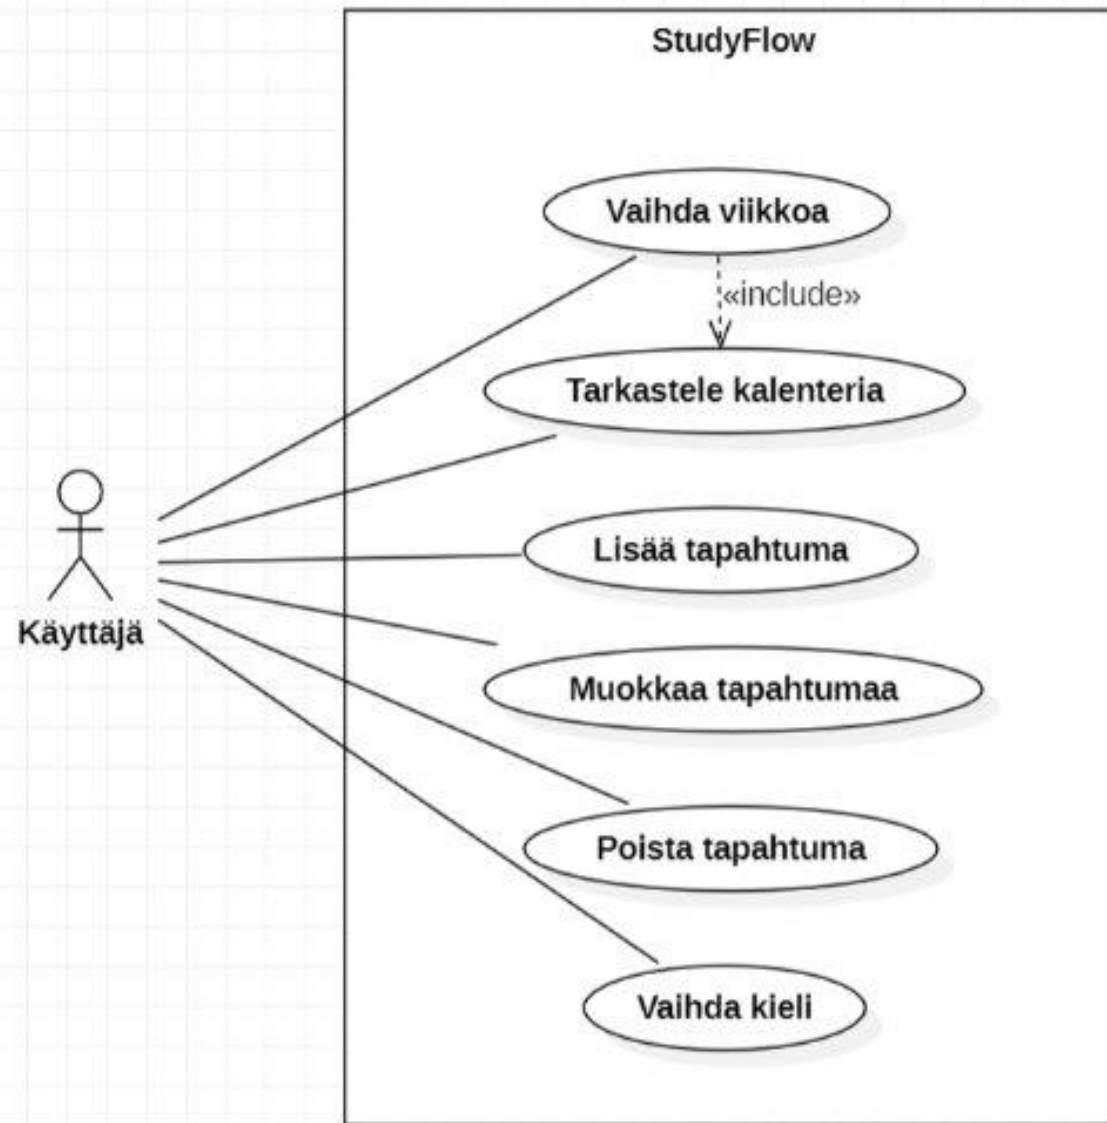 StudyFlow
Vaihda viikkoa
«include»
Tarkastele kalenteria
Lisää tapahtuma
Muokkaa tapahtumaa
Käyttäjä
Poista tapahtuma
Vaihda kieli